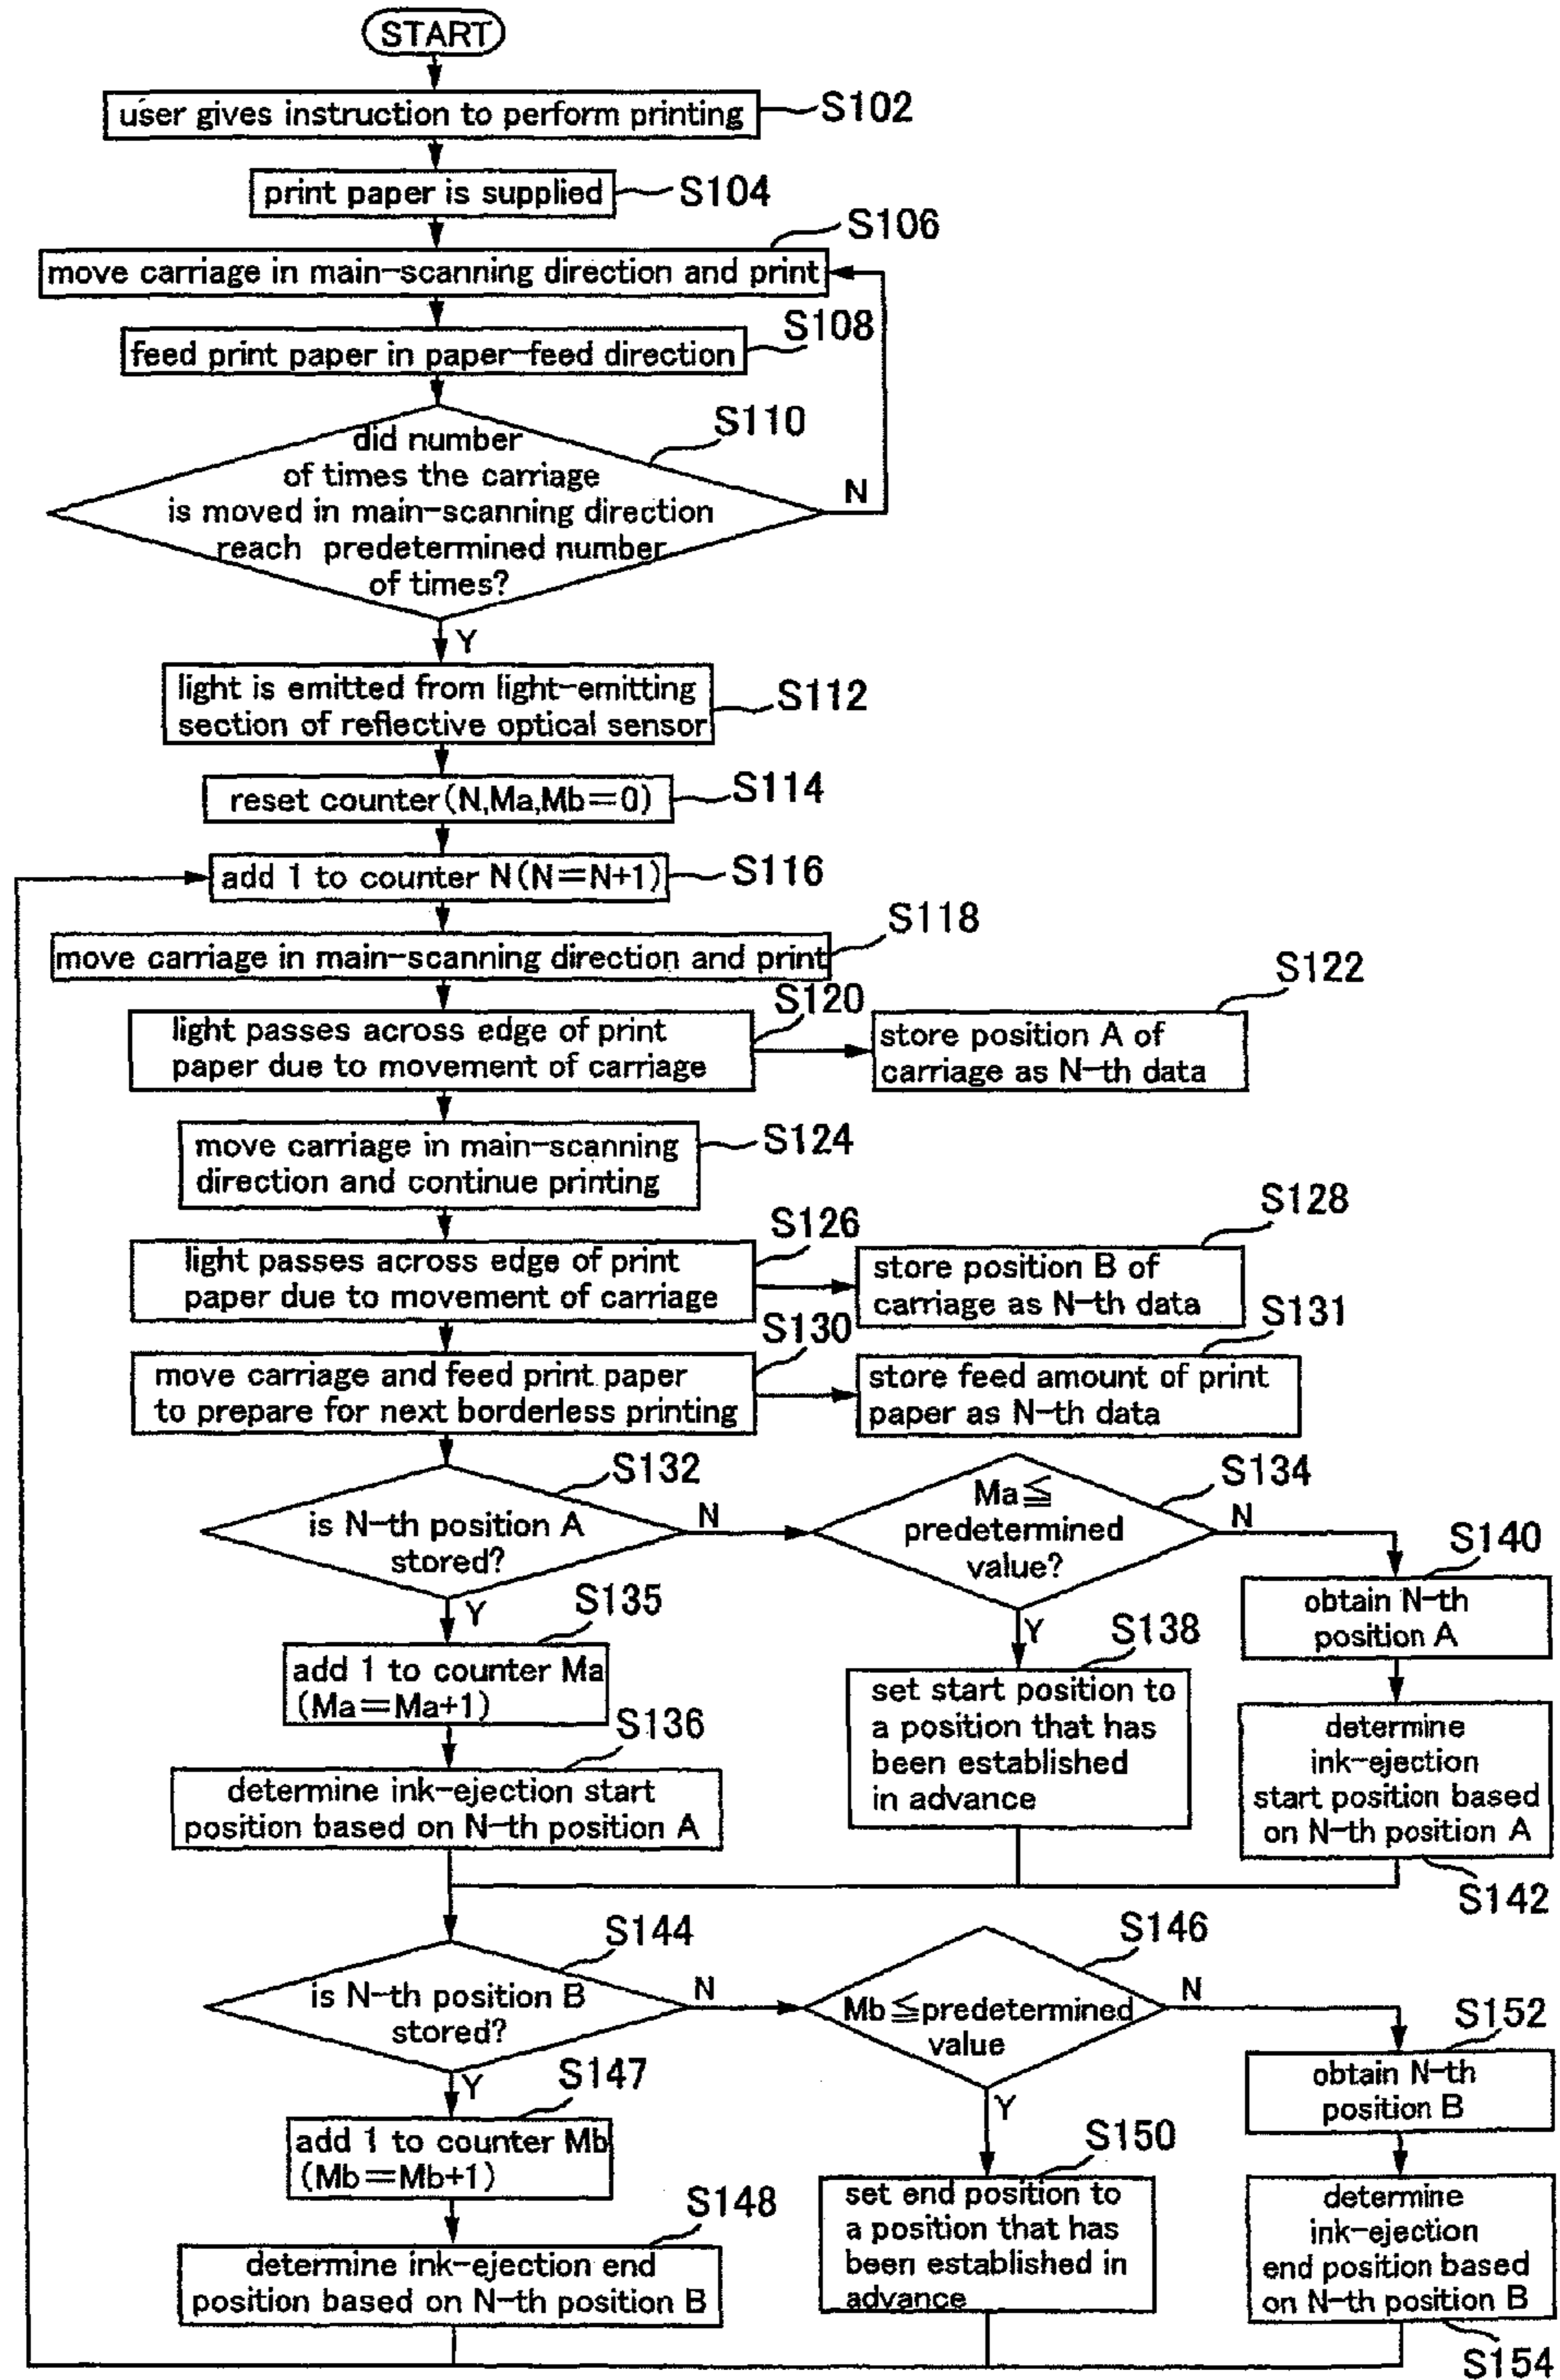 START
user gives instruction to perform printing
S102
print paper is supplied
S104
S106
move carriage in main-scanning direction and print
S108
feed print paper in paper-feed direction
S110
did number
of times the carriage
is moved in main-scanning direction
reach predetermined number
of times?
N
Y
light is emitted from light-emitting
section of reflective optical sensor
S112
reset counter(N,Ma,Mb=0)
S114
add 1 to counter N(N=N+1)
S116
S118
move carriage in main-scanning direction and print
S120
light passes across edge of print
paper due to movement of carriage
S122
store position A of
carriage as N-th data
move carriage in main-scanning
direction and continue printing
S124
S126
light passes across edge of print
paper due to movement of carriage
S128
store position B of
carriage as N-th data
S130
move carriage and feed print paper
to prepare for next borderless printing
S131
store feed amount of print
paper as N-th data
S132
is N-th position A
stored?
N
Y
S134
Ma≦
predetermined
value?
N
Y
S135
add 1 to counter Ma
(Ma=Ma+1)
S136
determine ink-ejection start
position based on N-th position A
S138
set start position to
a position that has
been established
in advance
S140
obtain N-th
position A
determine
ink-ejection
start position based
on N-th position A
S142
S144
is N-th position B
stored?
N
Y
S146
Mb≦predetermined
value
N
Y
S147
add 1 to counter Mb
(Mb=Mb+1)
S148
determine ink-ejection end
position based on N-th position B
S150
set end position to
a position that has
been established in
advance
S152
obtain N-th
position B
determine
ink-ejection
end position based
on N-th position B
S154